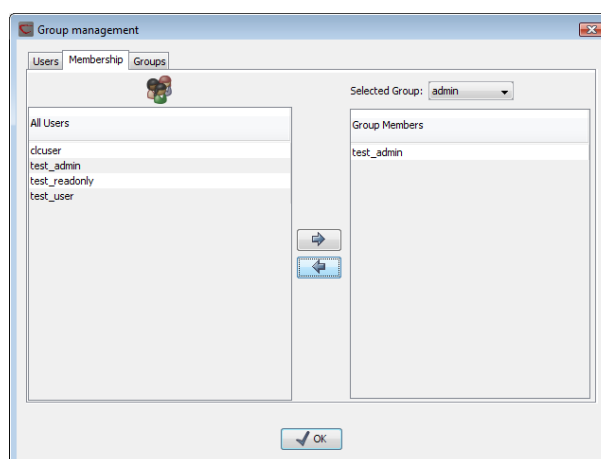 Group management
Users Membership Groups
Selected Group: admin
All Users
Group Members
clcuser
test_admin
test_readonly
test_user
test_admin
OK